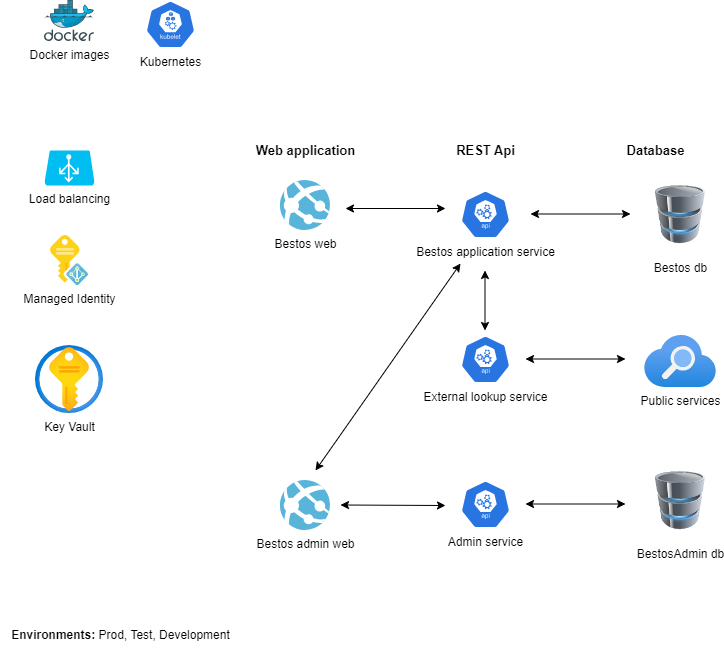 docker
Docker images
kubelet
Kubernetes
Web application
REST Api
Database
Load balancing
api
Bestos web
Bestos application service
Bestos db
Managed Identity
api
External lookup service
Public services
Key Vault
api
Bestos admin web
Admin service
BestosAdmin db
Environments: Prod, Test, Development